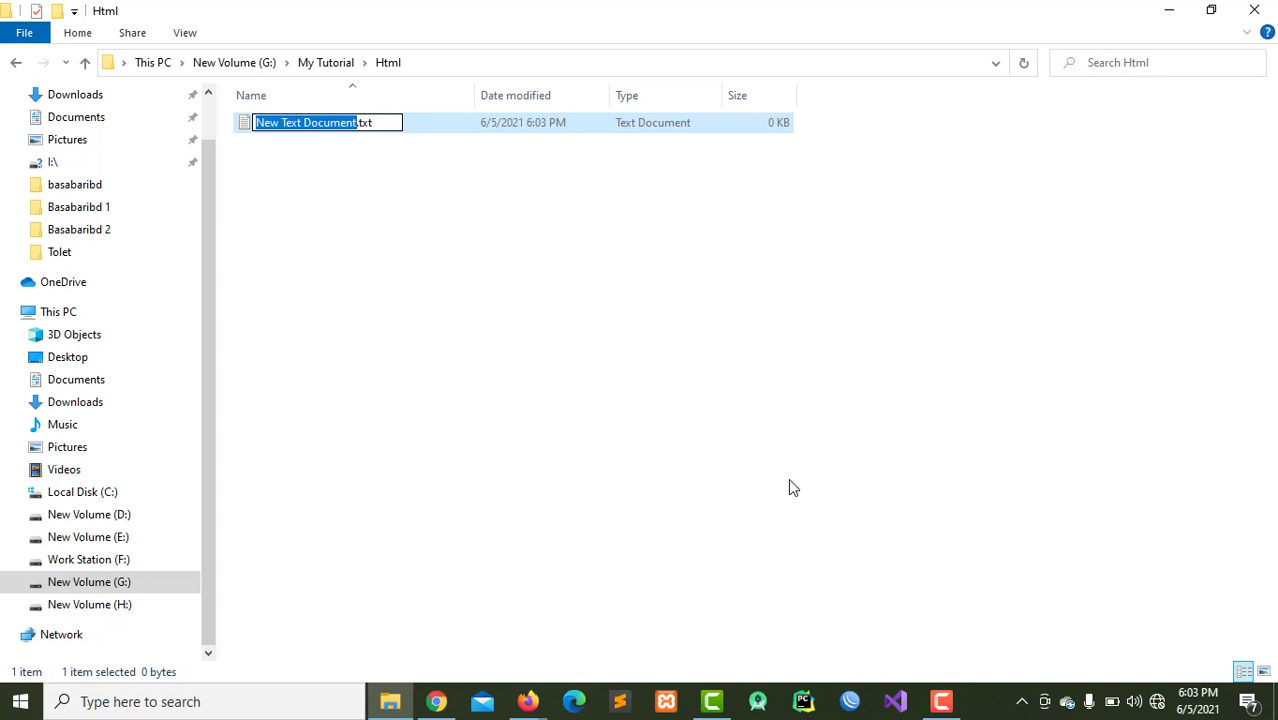 Html
File Home Share View
This PC New Volume (G:) My Tutorial Html Search Html
Name Date modified Type Size
New Text Document.txt 6/5/2021 6:03 PM Text Document 0 KB
Downloads
Documents
Pictures
I:\
basabaribd
Basabaribd 1
Basabaribd 2
Tolet
OneDrive
This PC
3D Objects
Desktop
Documents
Downloads
Music
Pictures
Videos
Local Disk (C:)
New Volume (D:)
New Volume (E:)
Work Station (F:)
New Volume (G:)
New Volume (H:)
Network
1 item 1 item selected 0 bytes
Type here to search
6:03 PM
6/5/2021
7